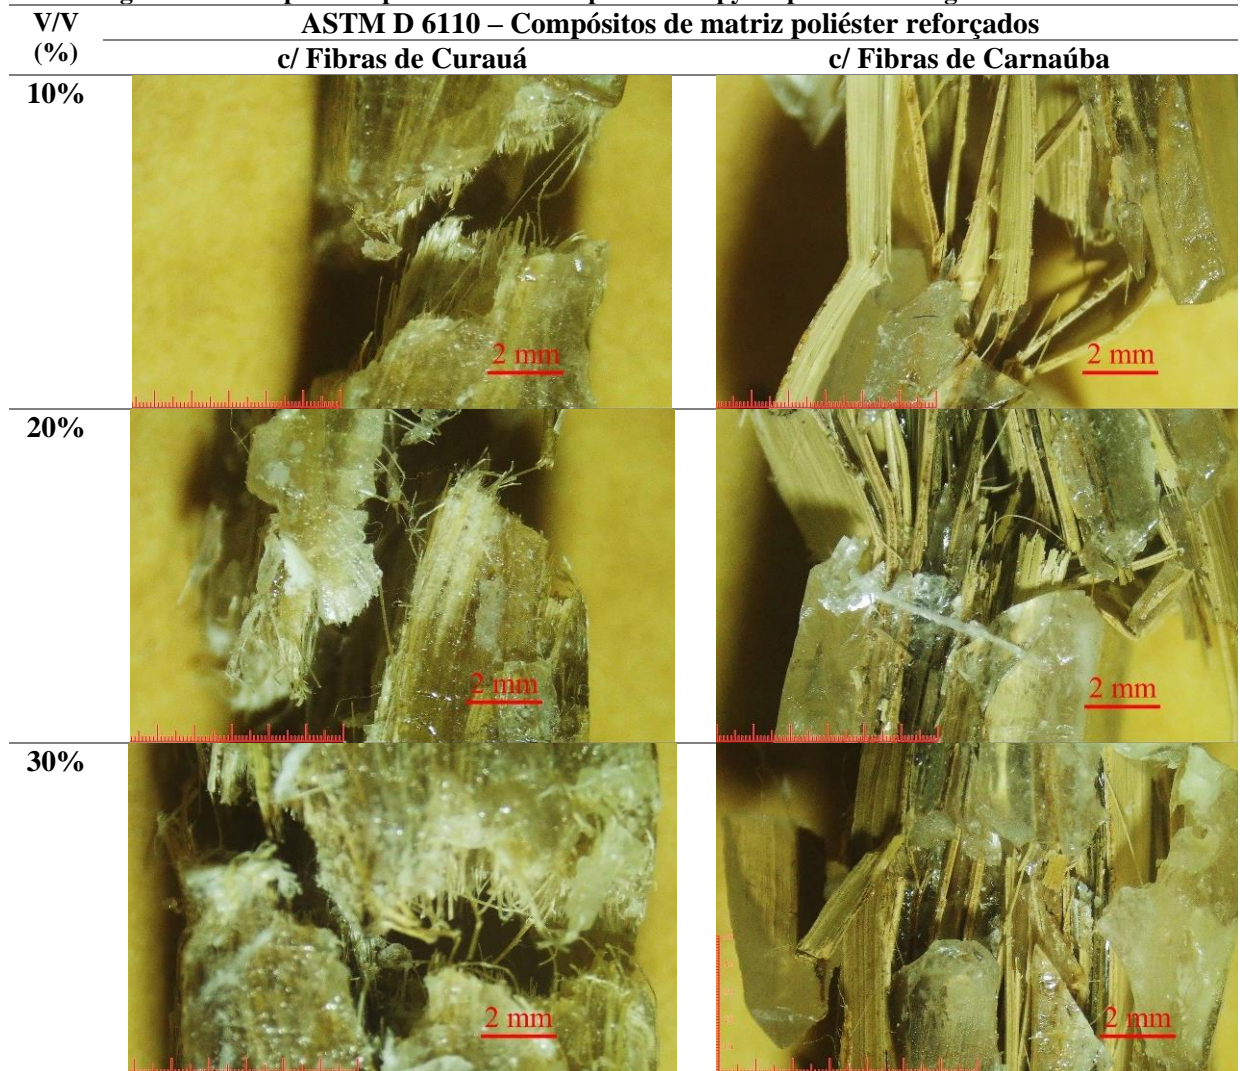 V/V
(%)
ASTM D 6110 – Compósitos de matriz poliéster reforçados
c/ Fibras de Curauá
c/ Fibras de Carnaúba
10%
2 mm
2 mm
20%
2 mm
2 mm
30%
2 mm
2 mm